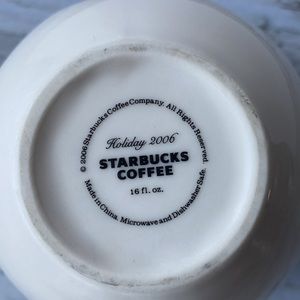 © 2006 Starbucks Coffee Company. All Rights Reserved.
Holiday 2006
STARBUCKS
COFFEE
16 fl. oz.
Made in China. Microwave and Dishwasher Safe.